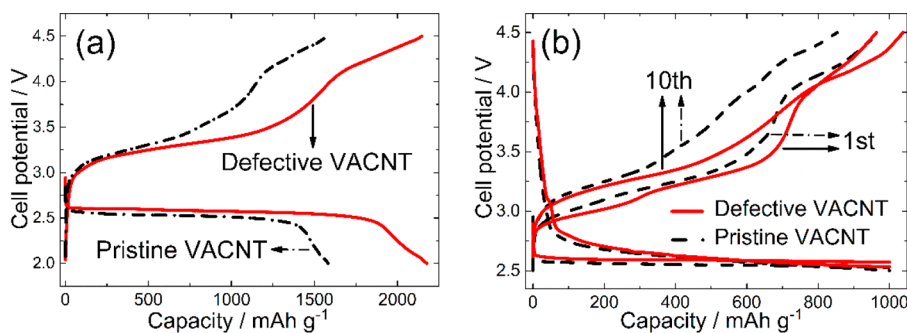 (a)
Cell potential / V
4.5
4.0
3.5
3.0
2.5
2.0
Defective VACNT
Pristine VACNT
0
500
1000
1500
2000
Capacity / mAh g-1
(b)
Cell potential / V
4.5
4.0
3.5
3.0
2.5
10th
1st
Defective VACNT
Pristine VACNT
0
200
400
600
800
1000
Capacity / mAh g-1